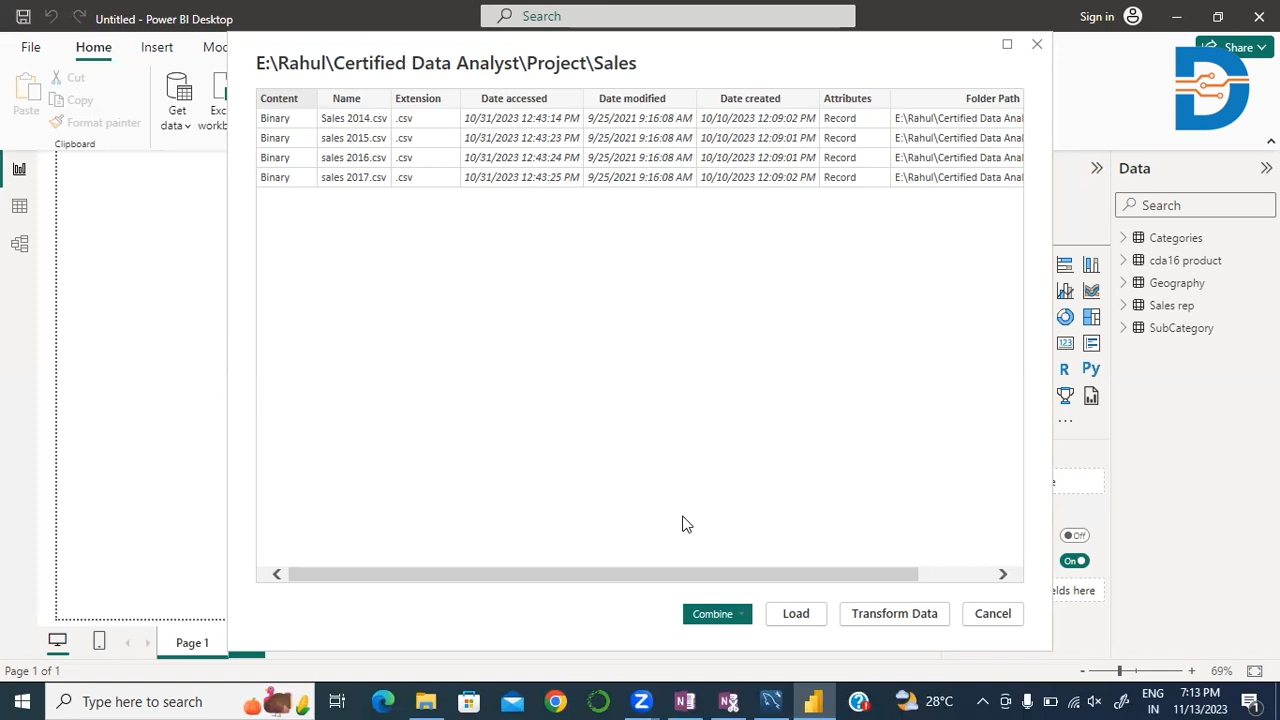 Untitled - Power BI Desktop
Search
Sign in
File
Home
Insert
Mod
Share
Paste
Cut
Copy
Format painter
Clipboard
Get
data
Exc
workb
E:\Rahul\Certified Data Analyst\Project\Sales
Content Name Extension Date accessed Date modified Date created Attributes Folder Path
Binary Sales 2014.csv .csv 10/31/2023 12:43:14 PM 9/25/2021 9:16:08 AM 10/10/2023 12:09:02 PM Record E:\Rahul\Certified Data Anal
Binary sales 2015.csv .csv 10/31/2023 12:43:23 PM 9/25/2021 9:16:08 AM 10/10/2023 12:09:01 PM Record E:\Rahul\Certified Data Anal
Binary sales 2016.csv .csv 10/31/2023 12:43:24 PM 9/25/2021 9:16:08 AM 10/10/2023 12:09:01 PM Record E:\Rahul\Certified Data Anal
Binary sales 2017.csv .csv 10/31/2023 12:43:25 PM 9/25/2021 9:16:08 AM 10/10/2023 12:09:02 PM Record E:\Rahul\Certified Data Anal
Combine
Load
Transform Data
Cancel
Data
Search
Categories
cda16 product
Geography
Sales rep
SubCategory
123
R
Py
...
e
Off
On
elds here
Page 1
Page 1 of 1
- + 69%
Type here to search
28°C
ENG
IN
7:13 PM
11/13/2023
1